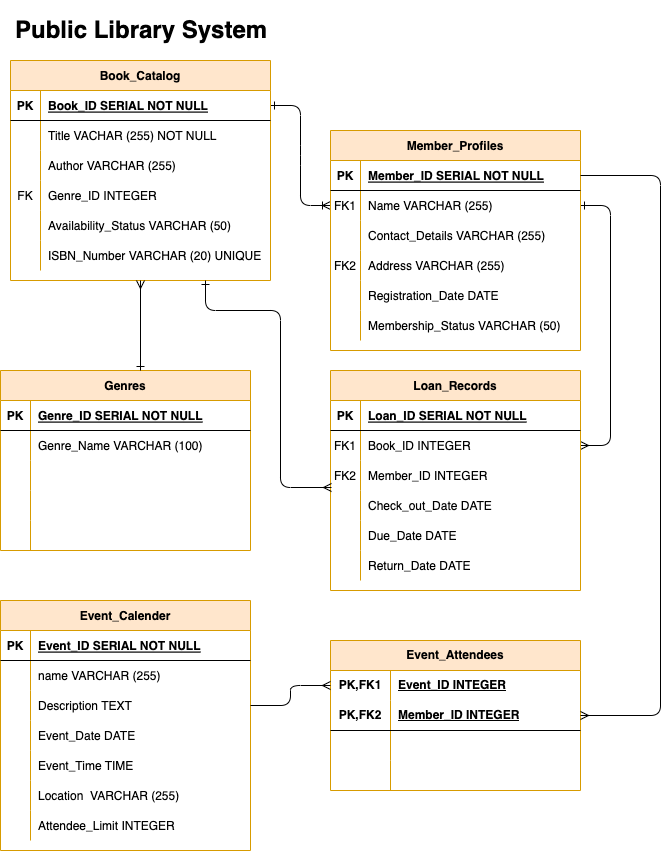 Public Library System
Book_Catalog
PK Book_ID SERIAL NOT NULL
Title VACHAR (255) NOT NULL
Author VARCHAR (255)
FK Genre_ID INTEGER
Availability_Status VARCHAR (50)
ISBN_Number VARCHAR (20) UNIQUE
Member_Profiles
PK Member_ID SERIAL NOT NULL
FK1 Name VARCHAR (255)
Contact_Details VARCHAR (255)
FK2 Address VARCHAR (255)
Registration_Date DATE
Membership_Status VARCHAR (50)
Genres
PK Genre_ID SERIAL NOT NULL
Genre_Name VARCHAR (100)
Loan_Records
PK Loan_ID SERIAL NOT NULL
FK1 Book_ID INTEGER
FK2 Member_ID INTEGER
Check_out_Date DATE
Due_Date DATE
Return_Date DATE
Event_Calender
PK Event_ID SERIAL NOT NULL
name VARCHAR (255)
Description TEXT
Event_Date DATE
Event_Time TIME
Location VARCHAR (255)
Attendee_Limit INTEGER
Event_Attendees
PK,FK1 Event_ID INTEGER
PK,FK2 Member_ID INTEGER